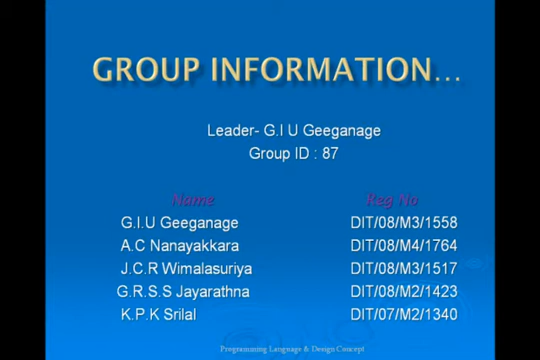 GROUP INFORMATION...
Leader- G.I U Geeganage
Group ID : 87
Name Reg No
G.I.U Geeganage DIT/08/M3/1558
A.C Nanayakkara DIT/08/M4/1764
J.C.R Wimalasuriya DIT/08/M3/1517
G.R.S.S Jayarathna DIT/08/M2/1423
K.P.K Srilal DIT/07/M2/1340
Programming Language & Design Concept